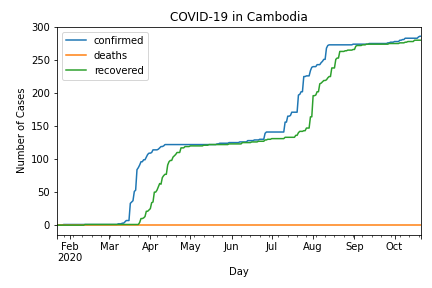 COVID-19 in Cambodia
300
250
200
150
100
50
0
Number of Cases
confirmed
deaths
recovered
Feb Mar Apr May Jun Jul Aug Sep Oct
2020
Day